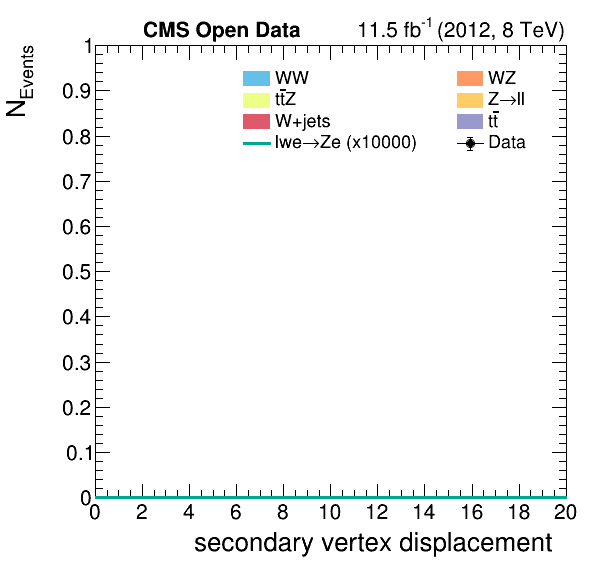 CMS Open Data 11.5 fb⁻¹ (2012, 8 TeV)
N_Events
WW WZ
tt̄Z Z→ll
W+jets tt̄
lwe→Ze (x10000) Data
1
0.9
0.8
0.7
0.6
0.5
0.4
0.3
0.2
0.1
0
0 2 4 6 8 10 12 14 16 18 20
secondary vertex displacement